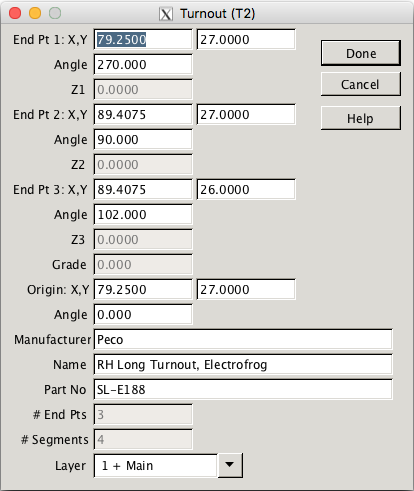 Turnout (T2)
End Pt 1: X,Y 79.2500 27.0000
Done
Angle 270.000
Cancel
Z1 0.0000
End Pt 2: X,Y 89.4075 27.0000
Help
Angle 90.000
Z2 0.0000
End Pt 3: X,Y 89.4075 26.0000
Angle 102.000
Z3 0.0000
Grade 0.000
Origin: X,Y 79.2500 27.0000
Angle 0.000
Manufacturer Peco
Name RH Long Turnout, Electrofrog
Part No SL-E188
# End Pts 3
# Segments 4
Layer 1 + Main